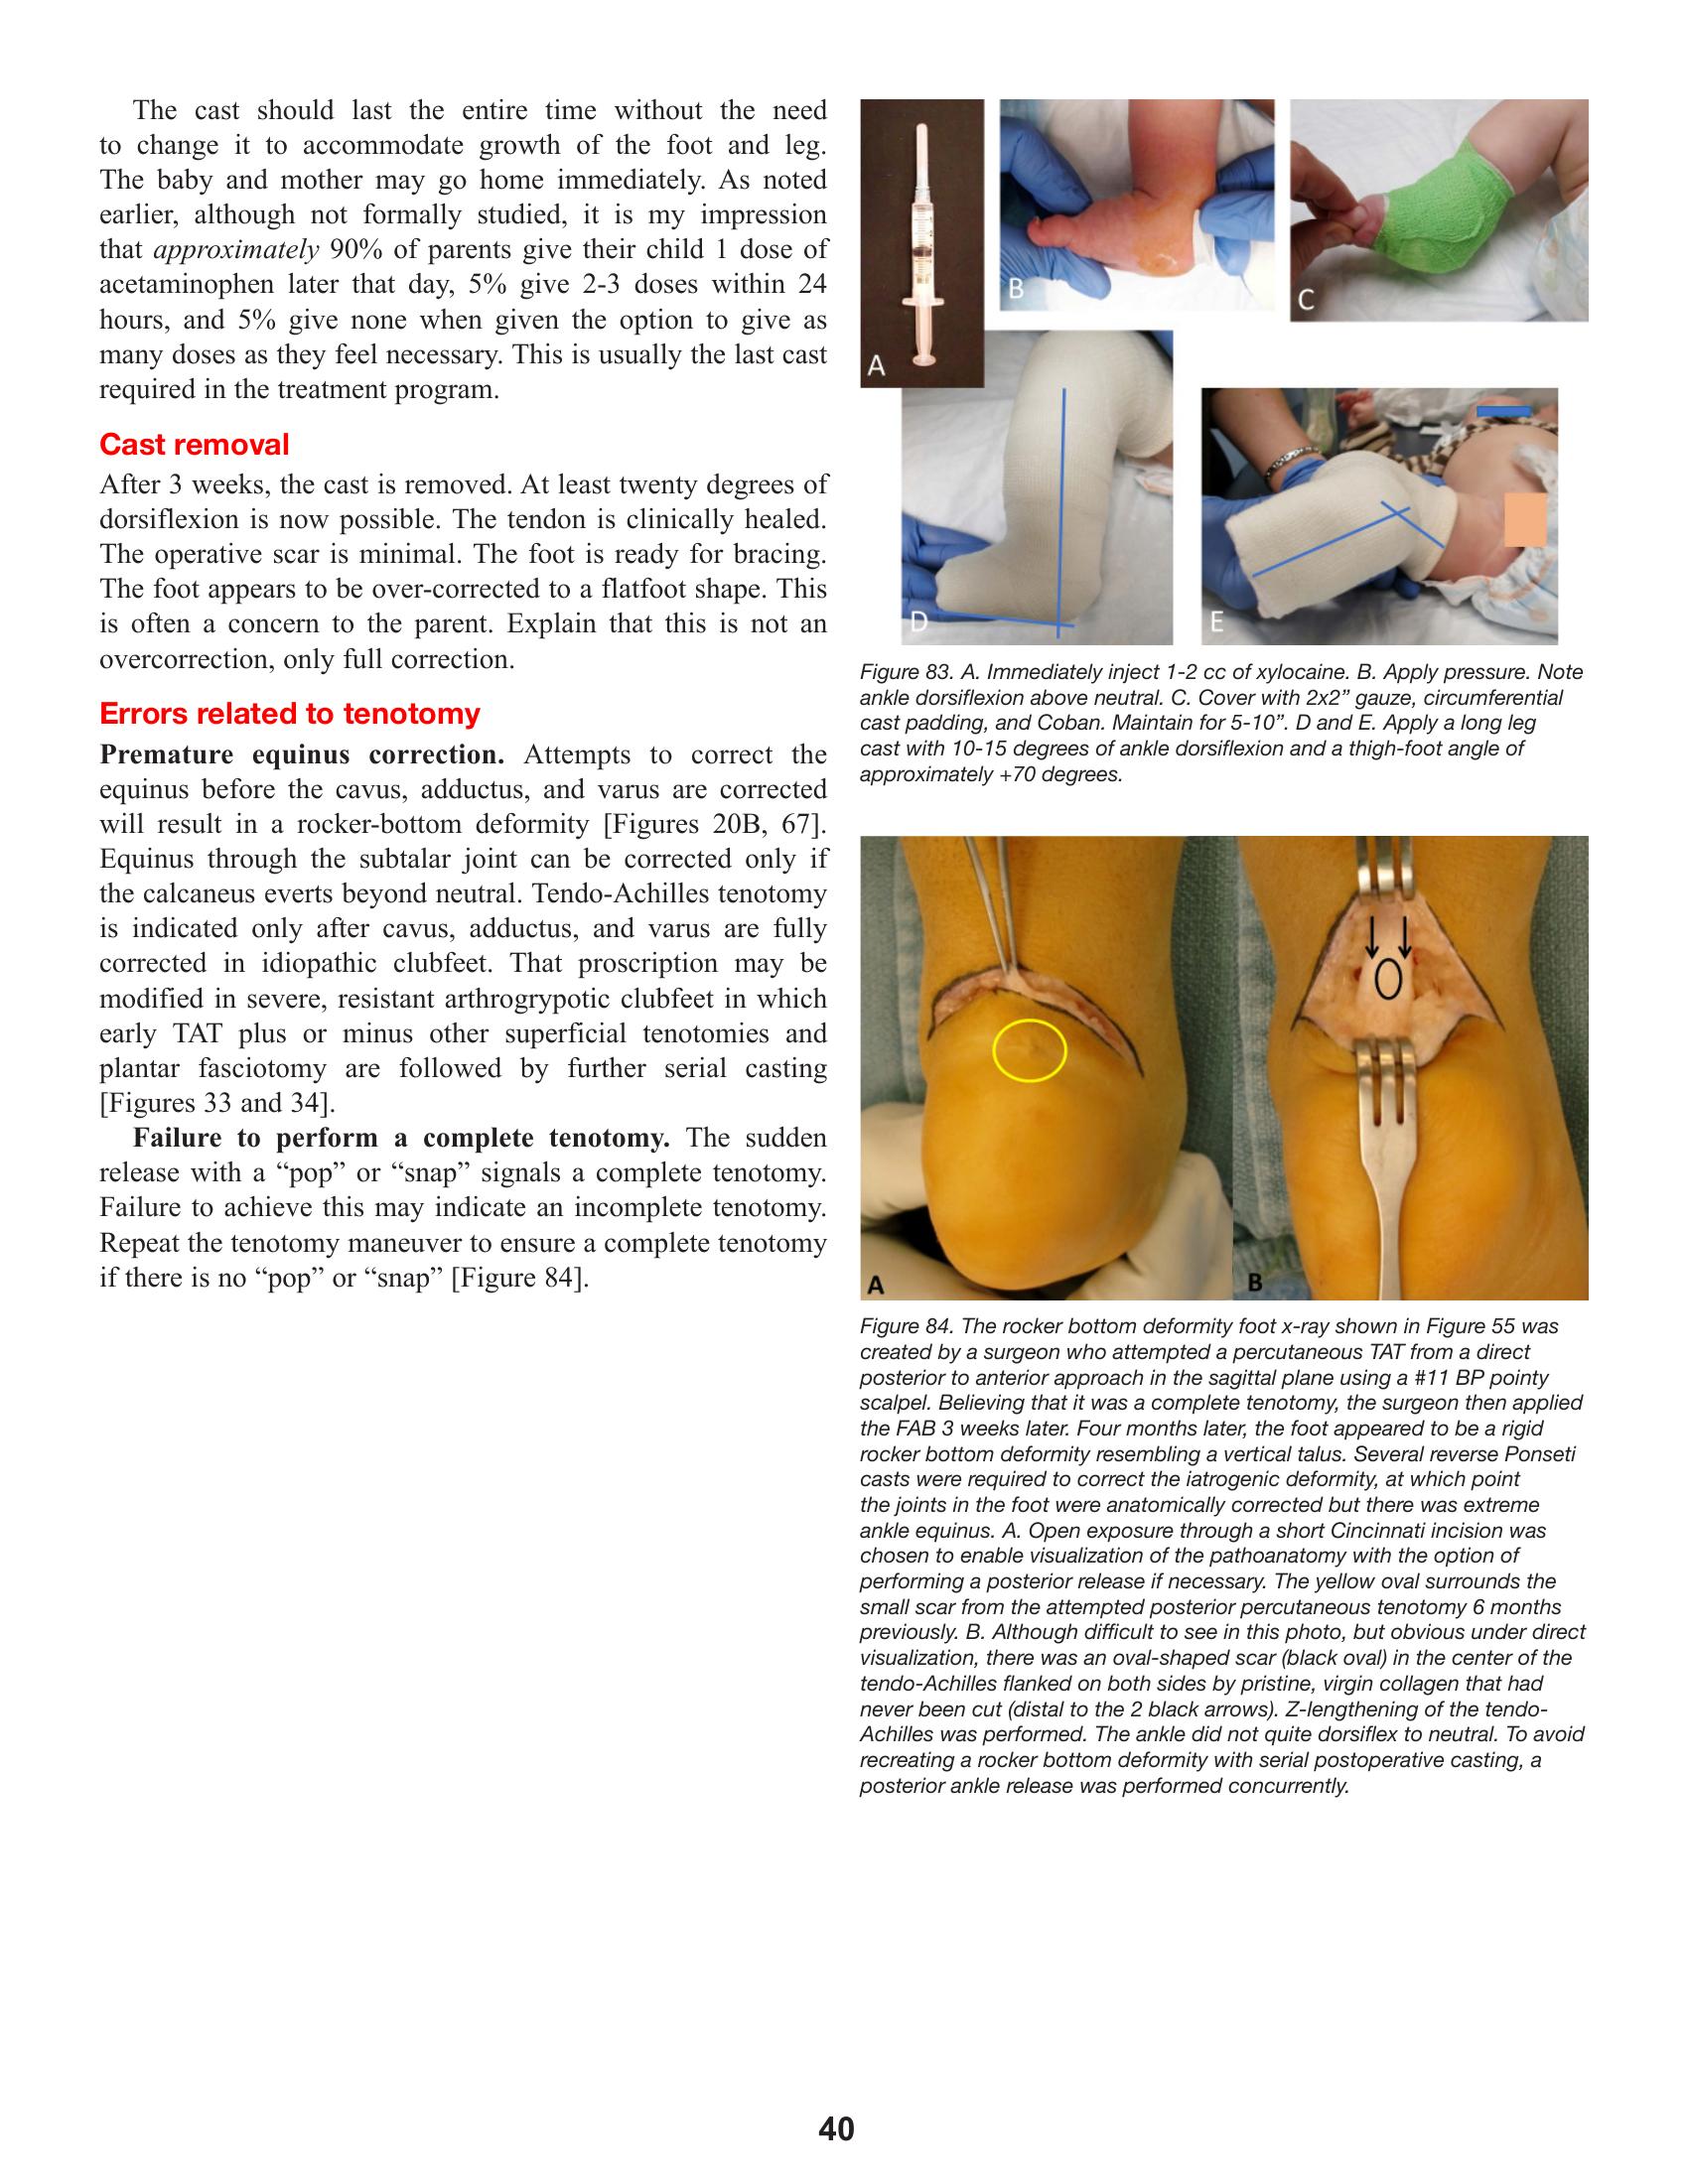 The cast should last the entire time without the need
to change it to accommodate growth of the foot and leg.
The baby and mother may go home immediately. As noted
earlier, although not formally studied, it is my impression
that approximately 90% of parents give their child 1 dose of
acetaminophen later that day, 5% give 2-3 doses within 24
hours, and 5% give none when given the option to give as
many doses as they feel necessary. This is usually the last cast
required in the treatment program.
Cast removal
After 3 weeks, the cast is removed. At least twenty degrees of
dorsiflexion is now possible. The tendon is clinically healed.
The operative scar is minimal. The foot is ready for bracing.
The foot appears to be over-corrected to a flatfoot shape. This
is often a concern to the parent. Explain that this is not an
overcorrection, only full correction.
Errors related to tenotomy
Premature equinus correction. Attempts to correct the
equinus before the cavus, adductus, and varus are corrected
will result in a rocker-bottom deformity [Figures 20B, 67].
Equinus through the subtalar joint can be corrected only if
the calcaneus everts beyond neutral. Tendo-Achilles tenotomy
is indicated only after cavus, adductus, and varus are fully
corrected in idiopathic clubfeet. That proscription may be
modified in severe, resistant arthrogrypotic clubfeet in which
early TAT plus or minus other superficial tenotomies and
plantar fasciotomy are followed by further serial casting
[Figures 33 and 34].
Failure to perform a complete tenotomy. The sudden
release with a “pop” or “snap” signals a complete tenotomy.
Failure to achieve this may indicate an incomplete tenotomy.
Repeat the tenotomy maneuver to ensure a complete tenotomy
if there is no “pop” or “snap” [Figure 84].
A
B
C
D
E
Figure 83. A. Immediately inject 1-2 cc of xylocaine. B. Apply pressure. Note
ankle dorsiflexion above neutral. C. Cover with 2x2” gauze, circumferential
cast padding, and Coban. Maintain for 5-10”. D and E. Apply a long leg
cast with 10-15 degrees of ankle dorsiflexion and a thigh-foot angle of
approximately +70 degrees.
A
B
Figure 84. The rocker bottom deformity foot x-ray shown in Figure 55 was
created by a surgeon who attempted a percutaneous TAT from a direct
posterior to anterior approach in the sagittal plane using a #11 BP pointy
scalpel. Believing that it was a complete tenotomy, the surgeon then applied
the FAB 3 weeks later. Four months later, the foot appeared to be a rigid
rocker bottom deformity resembling a vertical talus. Several reverse Ponseti
casts were required to correct the iatrogenic deformity, at which point
the joints in the foot were anatomically corrected but there was extreme
ankle equinus. A. Open exposure through a short Cincinnati incision was
chosen to enable visualization of the pathoanatomy with the option of
performing a posterior release if necessary. The yellow oval surrounds the
small scar from the attempted posterior percutaneous tenotomy 6 months
previously. B. Although difficult to see in this photo, but obvious under direct
visualization, there was an oval-shaped scar (black oval) in the center of the
tendo-Achilles flanked on both sides by pristine, virgin collagen that had
never been cut (distal to the 2 black arrows). Z-lengthening of the tendo-
Achilles was performed. The ankle did not quite dorsiflex to neutral. To avoid
recreating a rocker bottom deformity with serial postoperative casting, a
posterior ankle release was performed concurrently.
40